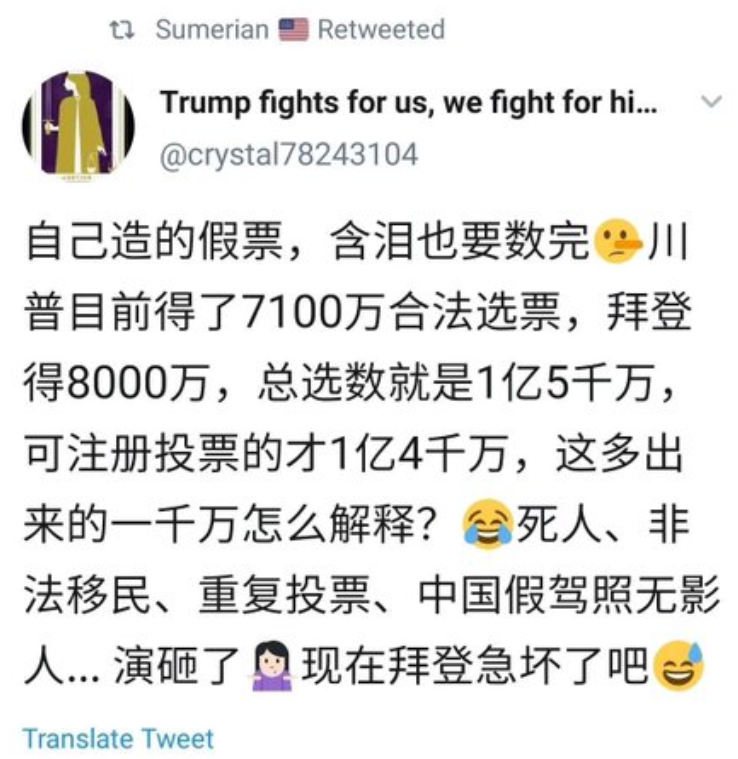 Sumerian 🇺🇸 Retweeted
Trump fights for us, we fight for hi...
@crystal78243104
自己造的假票，含泪也要数完🤥川
普目前得了7100万合法选票，拜登
得8000万，总选数就是1亿5千万，
可注册投票的才1亿4千万，这多出
来的一千万怎么解释？😂死人、非
法移民、重复投票、中国假驾照无影
人... 演砸了🤷🏻‍♀️现在拜登急坏了吧😅
Translate Tweet